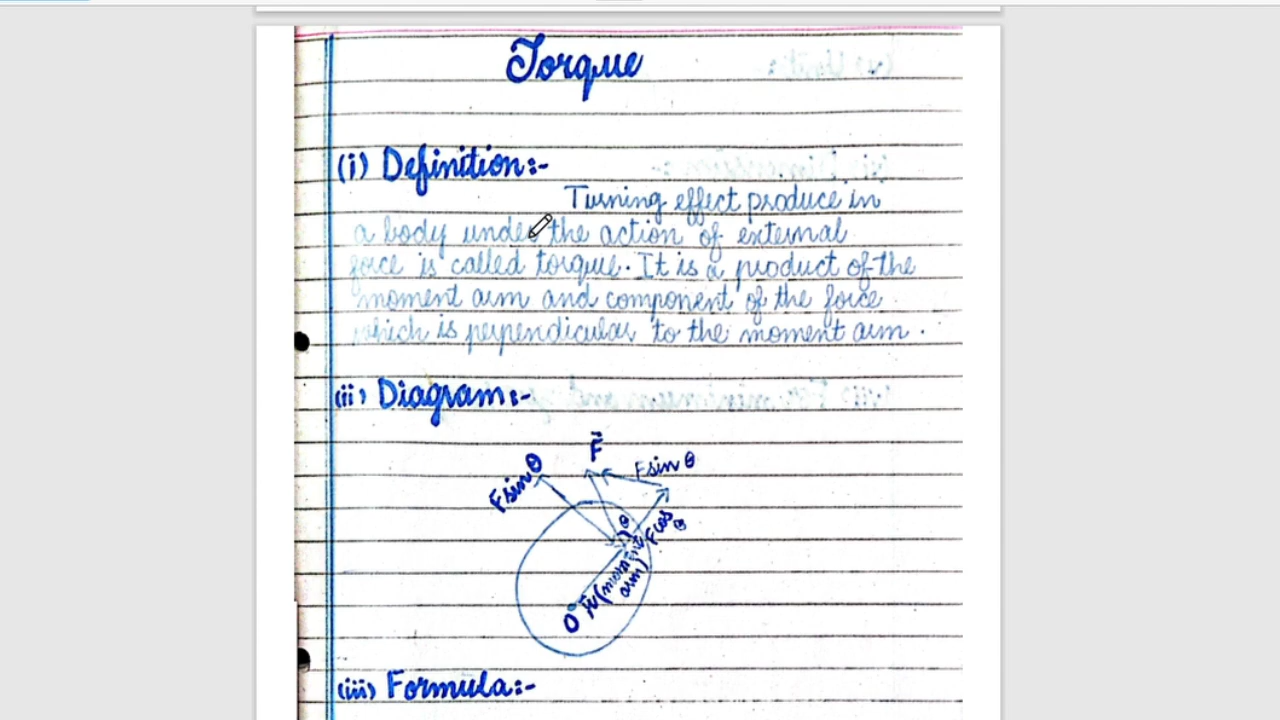 Torque
(i) Definition:-
Turning effect produce in
a body under the action of external
force is called torque. It is a product of the
moment arm and component of the force
which is perpendicular to the moment arm.
(ii) Diagram:-
F⃗
F sin θ
F sin θ
θ
F cos θ
r⃗ (moment
arm)
O
(iii) Formula:-